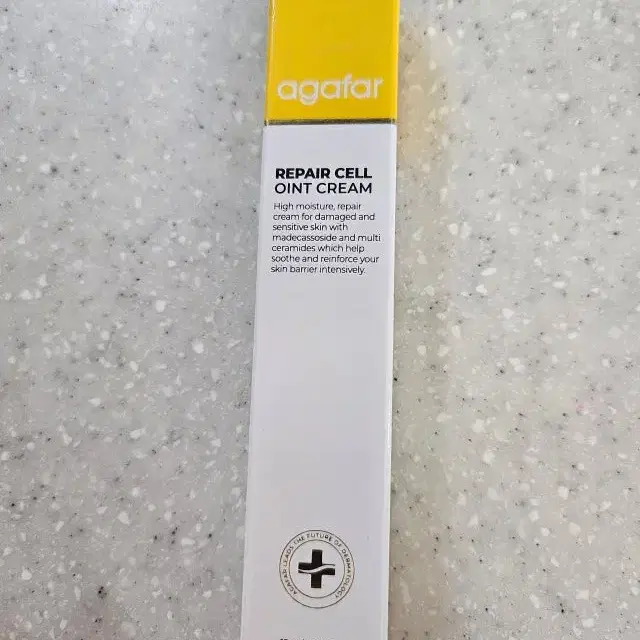 agafar
REPAIR CELL
OINT CREAM
High moisture, repair
cream for damaged and
sensitive skin with
madecassoside and multi
ceramides which help
soothe and reinforce your
skin barrier intensively.
AGAFAR LEADS THE FUTURE OF DERMATOLOGY